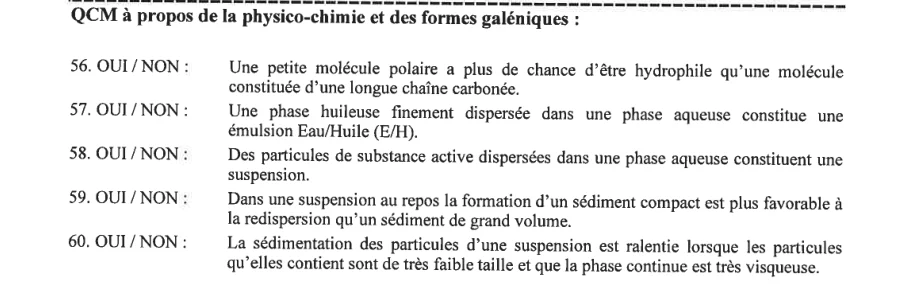 QCM à propos de la physico-chimie et des formes galéniques :
56. OUI / NON : Une petite molécule polaire a plus de chance d'être hydrophile qu'une molécule
constituée d'une longue chaîne carbonée.
57. OUI / NON : Une phase huileuse finement dispersée dans une phase aqueuse constitue une
émulsion Eau/Huile (E/H).
58. OUI / NON : Des particules de substance active dispersées dans une phase aqueuse constituent une
suspension.
59. OUI / NON : Dans une suspension au repos la formation d'un sédiment compact est plus favorable à
la redispersion qu'un sédiment de grand volume.
60. OUI / NON : La sédimentation des particules d'une suspension est ralentie lorsque les particules
qu'elles contient sont de très faible taille et que la phase continue est très visqueuse.